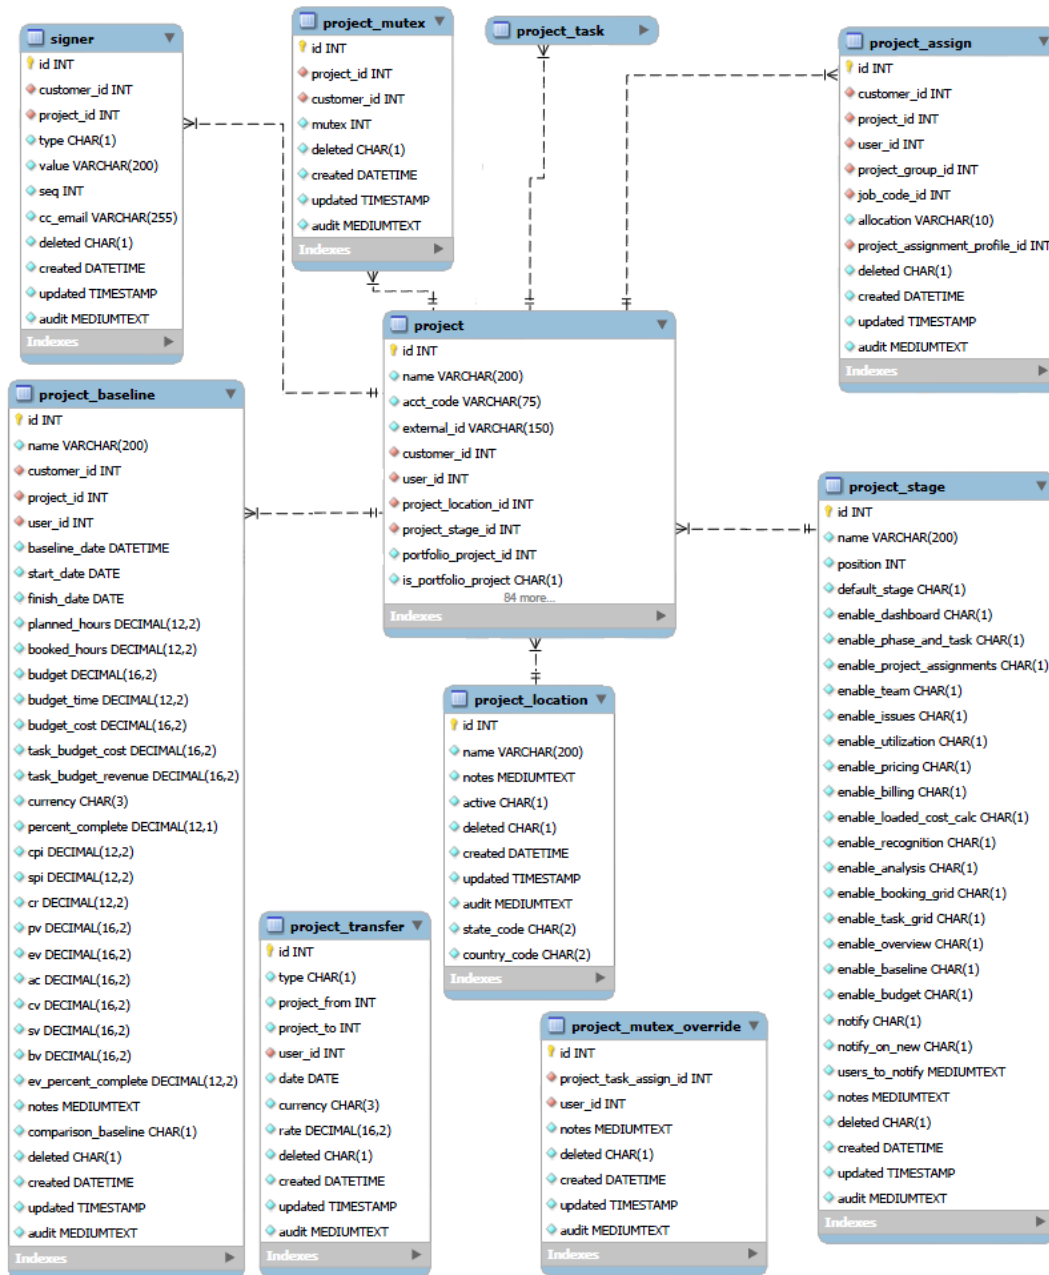 signer
id INT
customer_id INT
project_id INT
type CHAR(1)
value VARCHAR(200)
seq INT
cc_email VARCHAR(255)
deleted CHAR(1)
created DATETIME
updated TIMESTAMP
audit MEDIUMTEXT
Indexes
project_mutex
id INT
project_id INT
customer_id INT
mutex INT
deleted CHAR(1)
created DATETIME
updated TIMESTAMP
audit MEDIUMTEXT
Indexes
project_task
project_assign
id INT
customer_id INT
project_id INT
user_id INT
project_group_id INT
job_code_id INT
allocation VARCHAR(10)
project_assignment_profile_id INT
deleted CHAR(1)
created DATETIME
updated TIMESTAMP
audit MEDIUMTEXT
Indexes
project
id INT
name VARCHAR(200)
acct_code VARCHAR(75)
external_id VARCHAR(150)
customer_id INT
user_id INT
project_location_id INT
project_stage_id INT
portfolio_project_id INT
is_portfolio_project CHAR(1)
84 more...
Indexes
project_baseline
id INT
name VARCHAR(200)
customer_id INT
project_id INT
user_id INT
baseline_date DATETIME
start_date DATE
finish_date DATE
planned_hours DECIMAL(12,2)
booked_hours DECIMAL(12,2)
budget DECIMAL(16,2)
budget_time DECIMAL(12,2)
budget_cost DECIMAL(16,2)
task_budget_cost DECIMAL(16,2)
task_budget_revenue DECIMAL(16,2)
currency CHAR(3)
percent_complete DECIMAL(12,1)
cpi DECIMAL(12,2)
spi DECIMAL(12,2)
cr DECIMAL(12,2)
pv DECIMAL(16,2)
ev DECIMAL(16,2)
ac DECIMAL(16,2)
cv DECIMAL(16,2)
sv DECIMAL(16,2)
bv DECIMAL(16,2)
ev_percent_complete DECIMAL(12,2)
notes MEDIUMTEXT
comparison_baseline CHAR(1)
deleted CHAR(1)
created DATETIME
updated TIMESTAMP
audit MEDIUMTEXT
Indexes
project_stage
id INT
name VARCHAR(200)
position INT
default_stage CHAR(1)
enable_dashboard CHAR(1)
enable_phase_and_task CHAR(1)
enable_project_assignments CHAR(1)
enable_team CHAR(1)
enable_issues CHAR(1)
enable_utilization CHAR(1)
enable_pricing CHAR(1)
enable_billing CHAR(1)
enable_loaded_cost_calc CHAR(1)
enable_recognition CHAR(1)
enable_analysis CHAR(1)
enable_booking_grid CHAR(1)
enable_task_grid CHAR(1)
enable_overview CHAR(1)
enable_baseline CHAR(1)
enable_budget CHAR(1)
notify CHAR(1)
notify_on_new CHAR(1)
users_to_notify MEDIUMTEXT
notes MEDIUMTEXT
deleted CHAR(1)
created DATETIME
updated TIMESTAMP
audit MEDIUMTEXT
Indexes
project_location
id INT
name VARCHAR(200)
notes MEDIUMTEXT
active CHAR(1)
deleted CHAR(1)
created DATETIME
updated TIMESTAMP
audit MEDIUMTEXT
state_code CHAR(2)
country_code CHAR(2)
Indexes
project_transfer
id INT
type CHAR(1)
project_from INT
project_to INT
user_id INT
date DATE
currency CHAR(3)
rate DECIMAL(16,2)
deleted CHAR(1)
created DATETIME
updated TIMESTAMP
audit MEDIUMTEXT
Indexes
project_mutex_override
id INT
project_task_assign_id INT
user_id INT
notes MEDIUMTEXT
deleted CHAR(1)
created DATETIME
updated TIMESTAMP
audit MEDIUMTEXT
Indexes